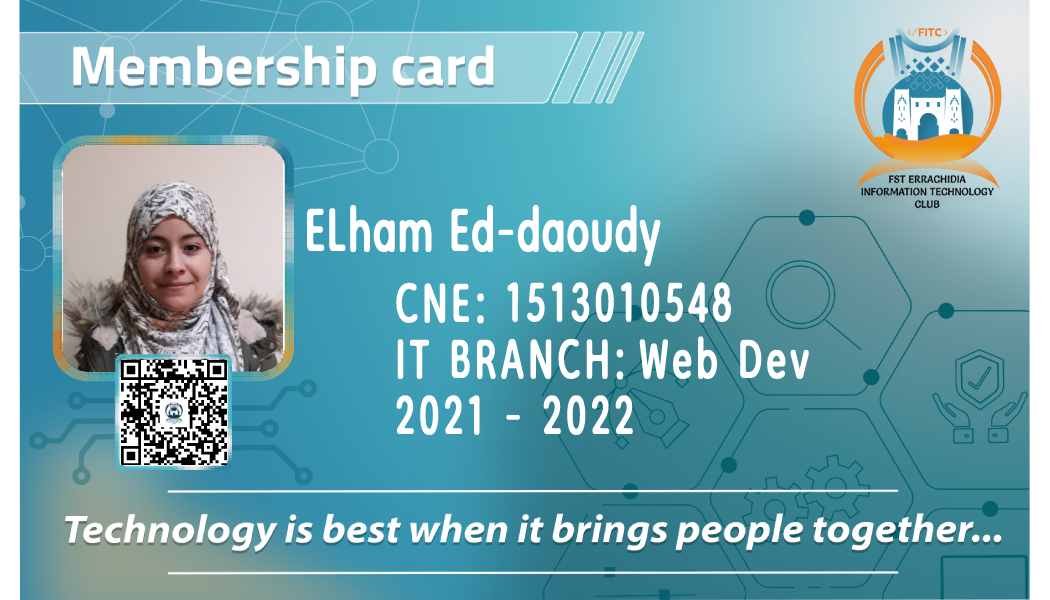 Membership card
</FITC>
FST ERRACHIDIA
INFORMATION TECHNOLOGY
CLUB
ELham Ed-daoudy
CNE: 1513010548
IT BRANCH: Web Dev
2021 - 2022
Technology is best when it brings people together...